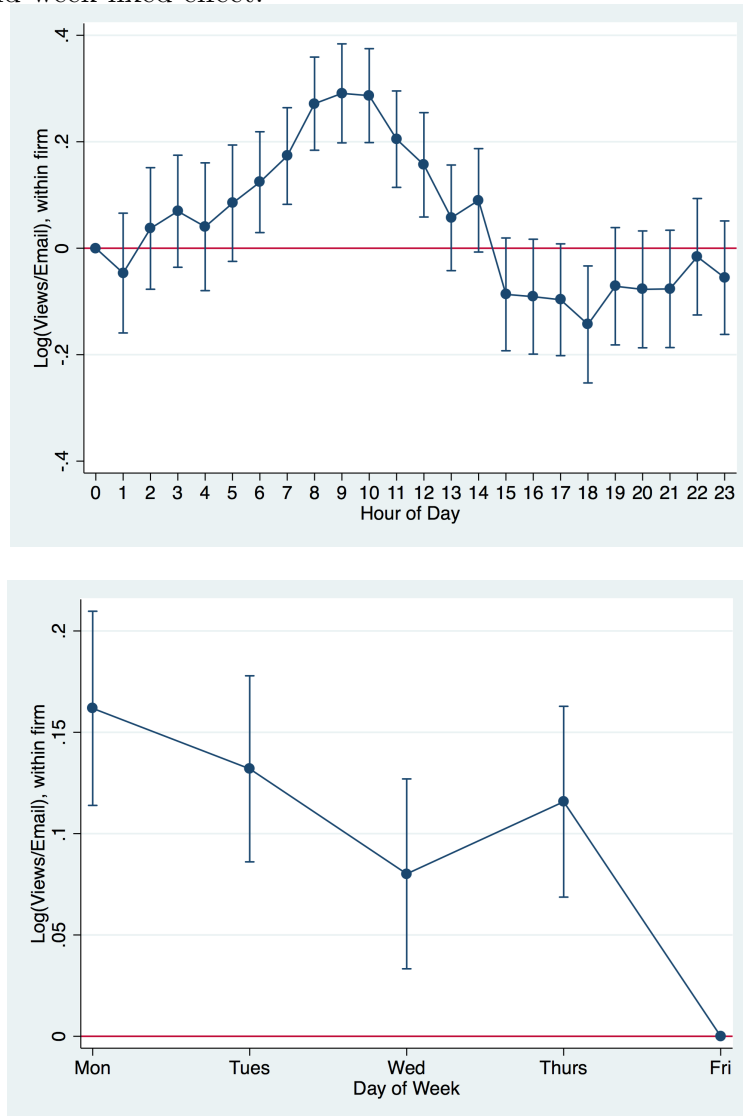 .4
.2
0
-.2
-.4
Log(Views/Email), within firm
0 1 2 3 4 5 6 7 8 9 10 11 12 13 14 15 16 17 18 19 20 21 22 23
Hour of Day
.2
.15
.1
.05
0
Log(Views/Email), within firm
Mon Tues Wed Thurs Fri
Day of Week